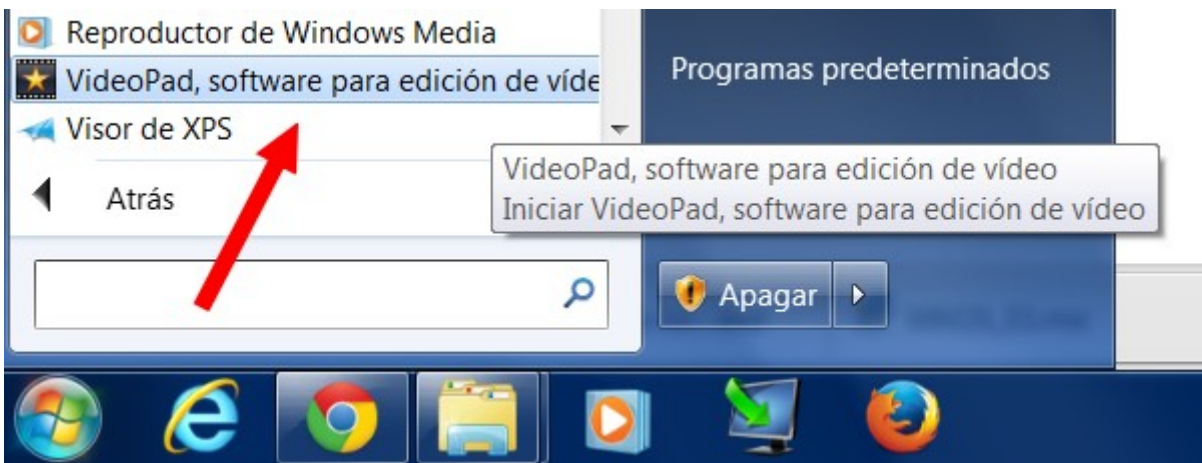 Reproductor de Windows Media
VideoPad, software para edición de víde
Visor de XPS
Atrás
Programas predeterminados
VideoPad, software para edición de vídeo
Iniciar VideoPad, software para edición de vídeo
Apagar